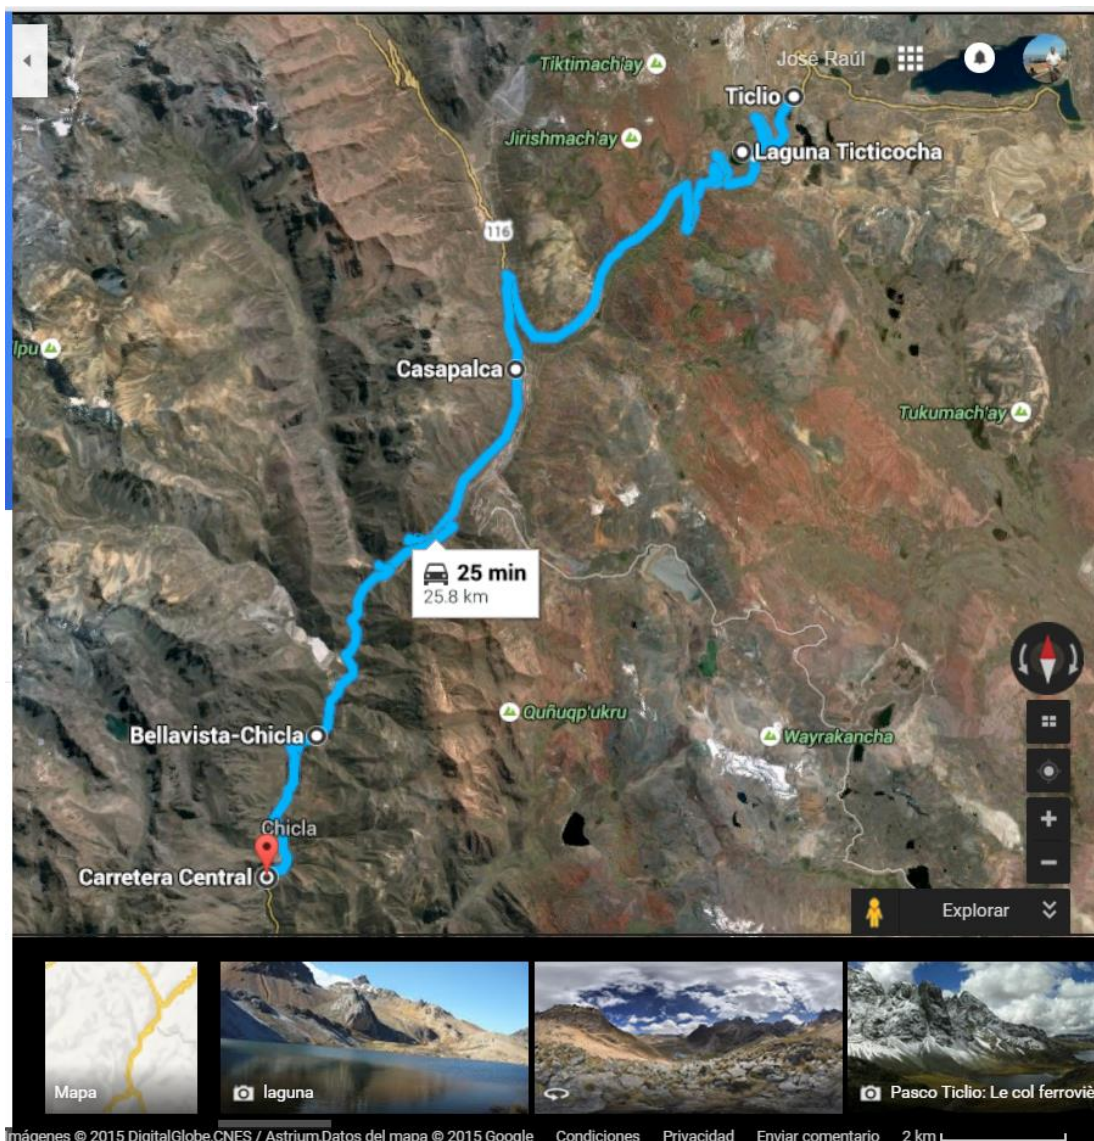 Tiktimach'ay
José Raúl
Ticlio
Jirishmach'ay
Laguna Ticticocha
116
lpu
Casapalca
Tukumach'ay
25 min
25.8 km
Quñuqp'ukru
Bellavista-Chicla
Wayrakancha
Chicla
Carretera Central
Explorar
Mapa
laguna
Pasco Ticlio: Le col ferroviè
Imágenes © 2015 DigitalGlobe,CNES / Astrium,Datos del mapa © 2015 Google Condiciones Privacidad Enviar comentario 2 km